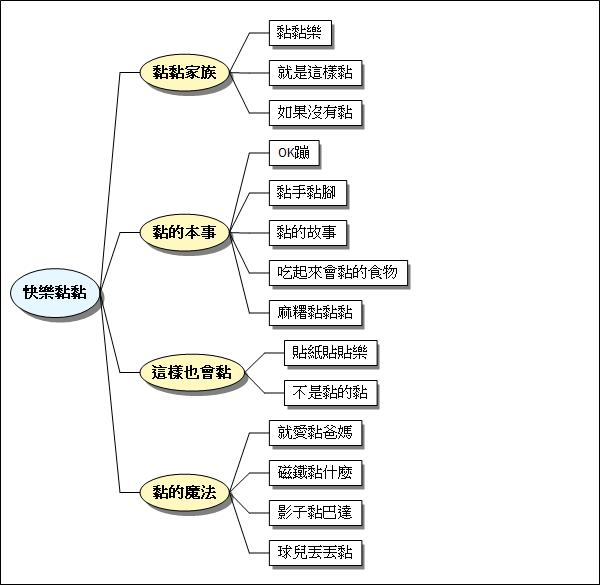 快樂黏黏
黏黏家族
黏黏樂
就是這樣黏
如果沒有黏
黏的本事
OK蹦
黏手黏腳
黏的故事
吃起來會黏的食物
麻糬黏黏黏
這樣也會黏
貼紙貼貼樂
不是黏的黏
黏的魔法
就愛黏爸媽
磁鐵黏什麼
影子黏巴達
球兒丟丟黏